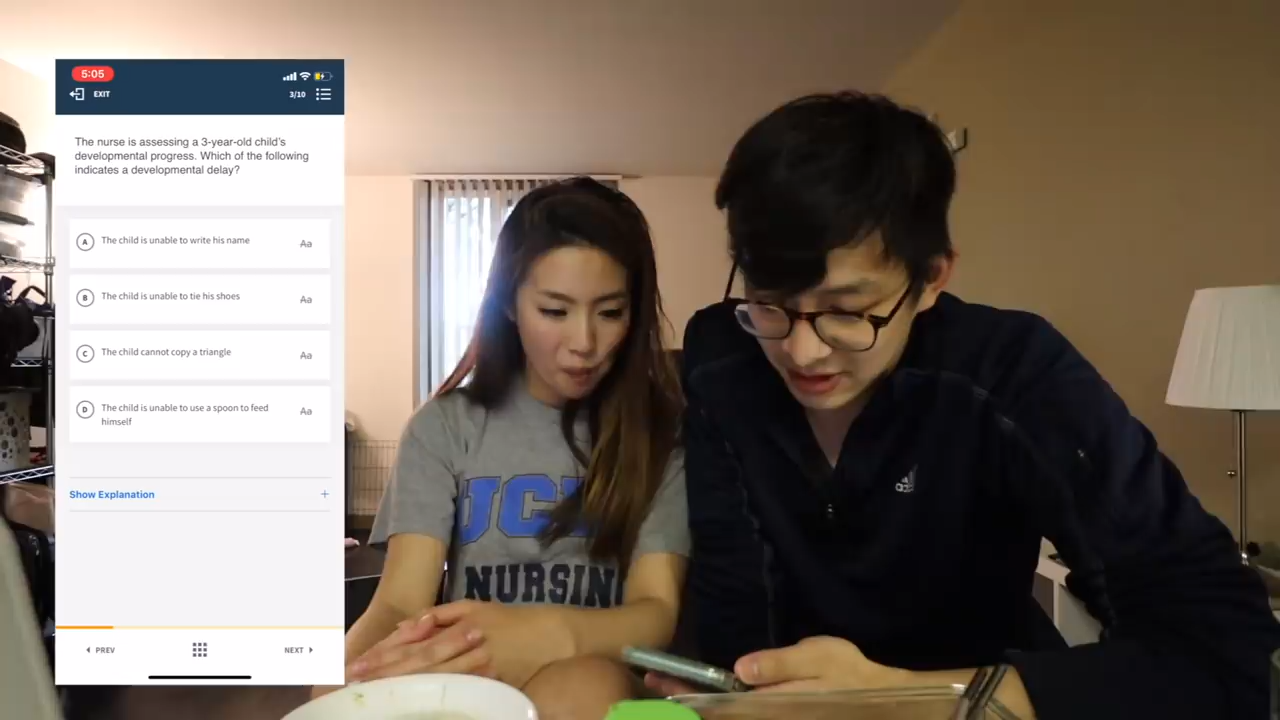 5:05
EXIT
3/10
The nurse is assessing a 3-year-old child's
developmental progress. Which of the following
indicates a developmental delay?
A The child is unable to write his name Aa
B The child is unable to tie his shoes Aa
C The child cannot copy a triangle Aa
D The child is unable to use a spoon to feed Aa
himself
Show Explanation +
PREV
NEXT
UCI
NURSING
adidas